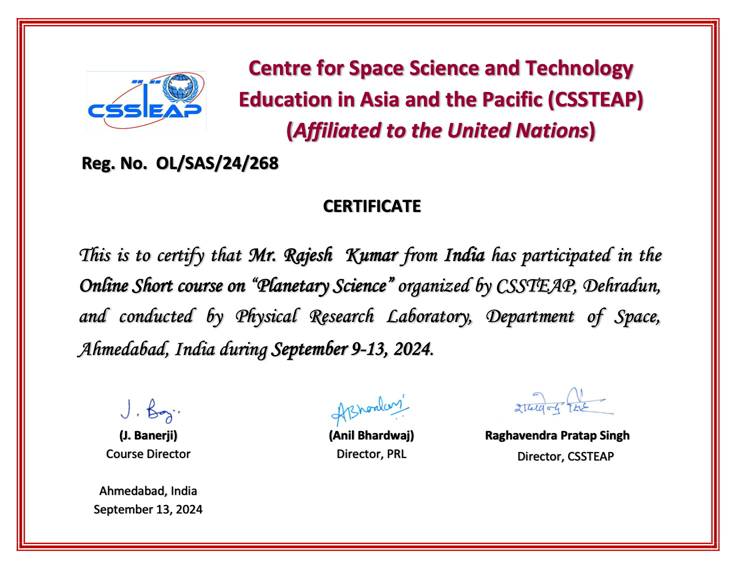 Centre for Space Science and Technology
Education in Asia and the Pacific (CSSTEAP)
(Affiliated to the United Nations)
CSSTEAP
Reg. No. OL/SAS/24/268
CERTIFICATE
This is to certify that Mr. Rajesh Kumar from India has participated in the
Online Short course on “Planetary Science” organized by CSSTEAP, Dehradun,
and conducted by Physical Research Laboratory, Department of Space,
Ahmedabad, India during September 9-13, 2024.
(J. Banerji)
Course Director
(Anil Bhardwaj)
Director, PRL
Raghavendra Pratap Singh
Director, CSSTEAP
Ahmedabad, India
September 13, 2024